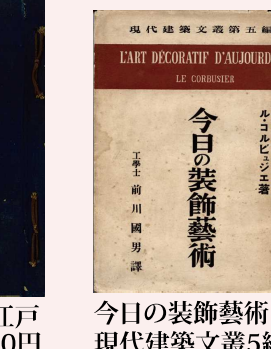 現代建築文叢第五編
L'ART DÉCORATIF D'AUJOURD
LE CORBUSIER
ル・コルビュジエ著
今日の装飾藝術
工學士 前川國男譯
江戸
0円
今日の装飾藝術
現代建築文叢5編